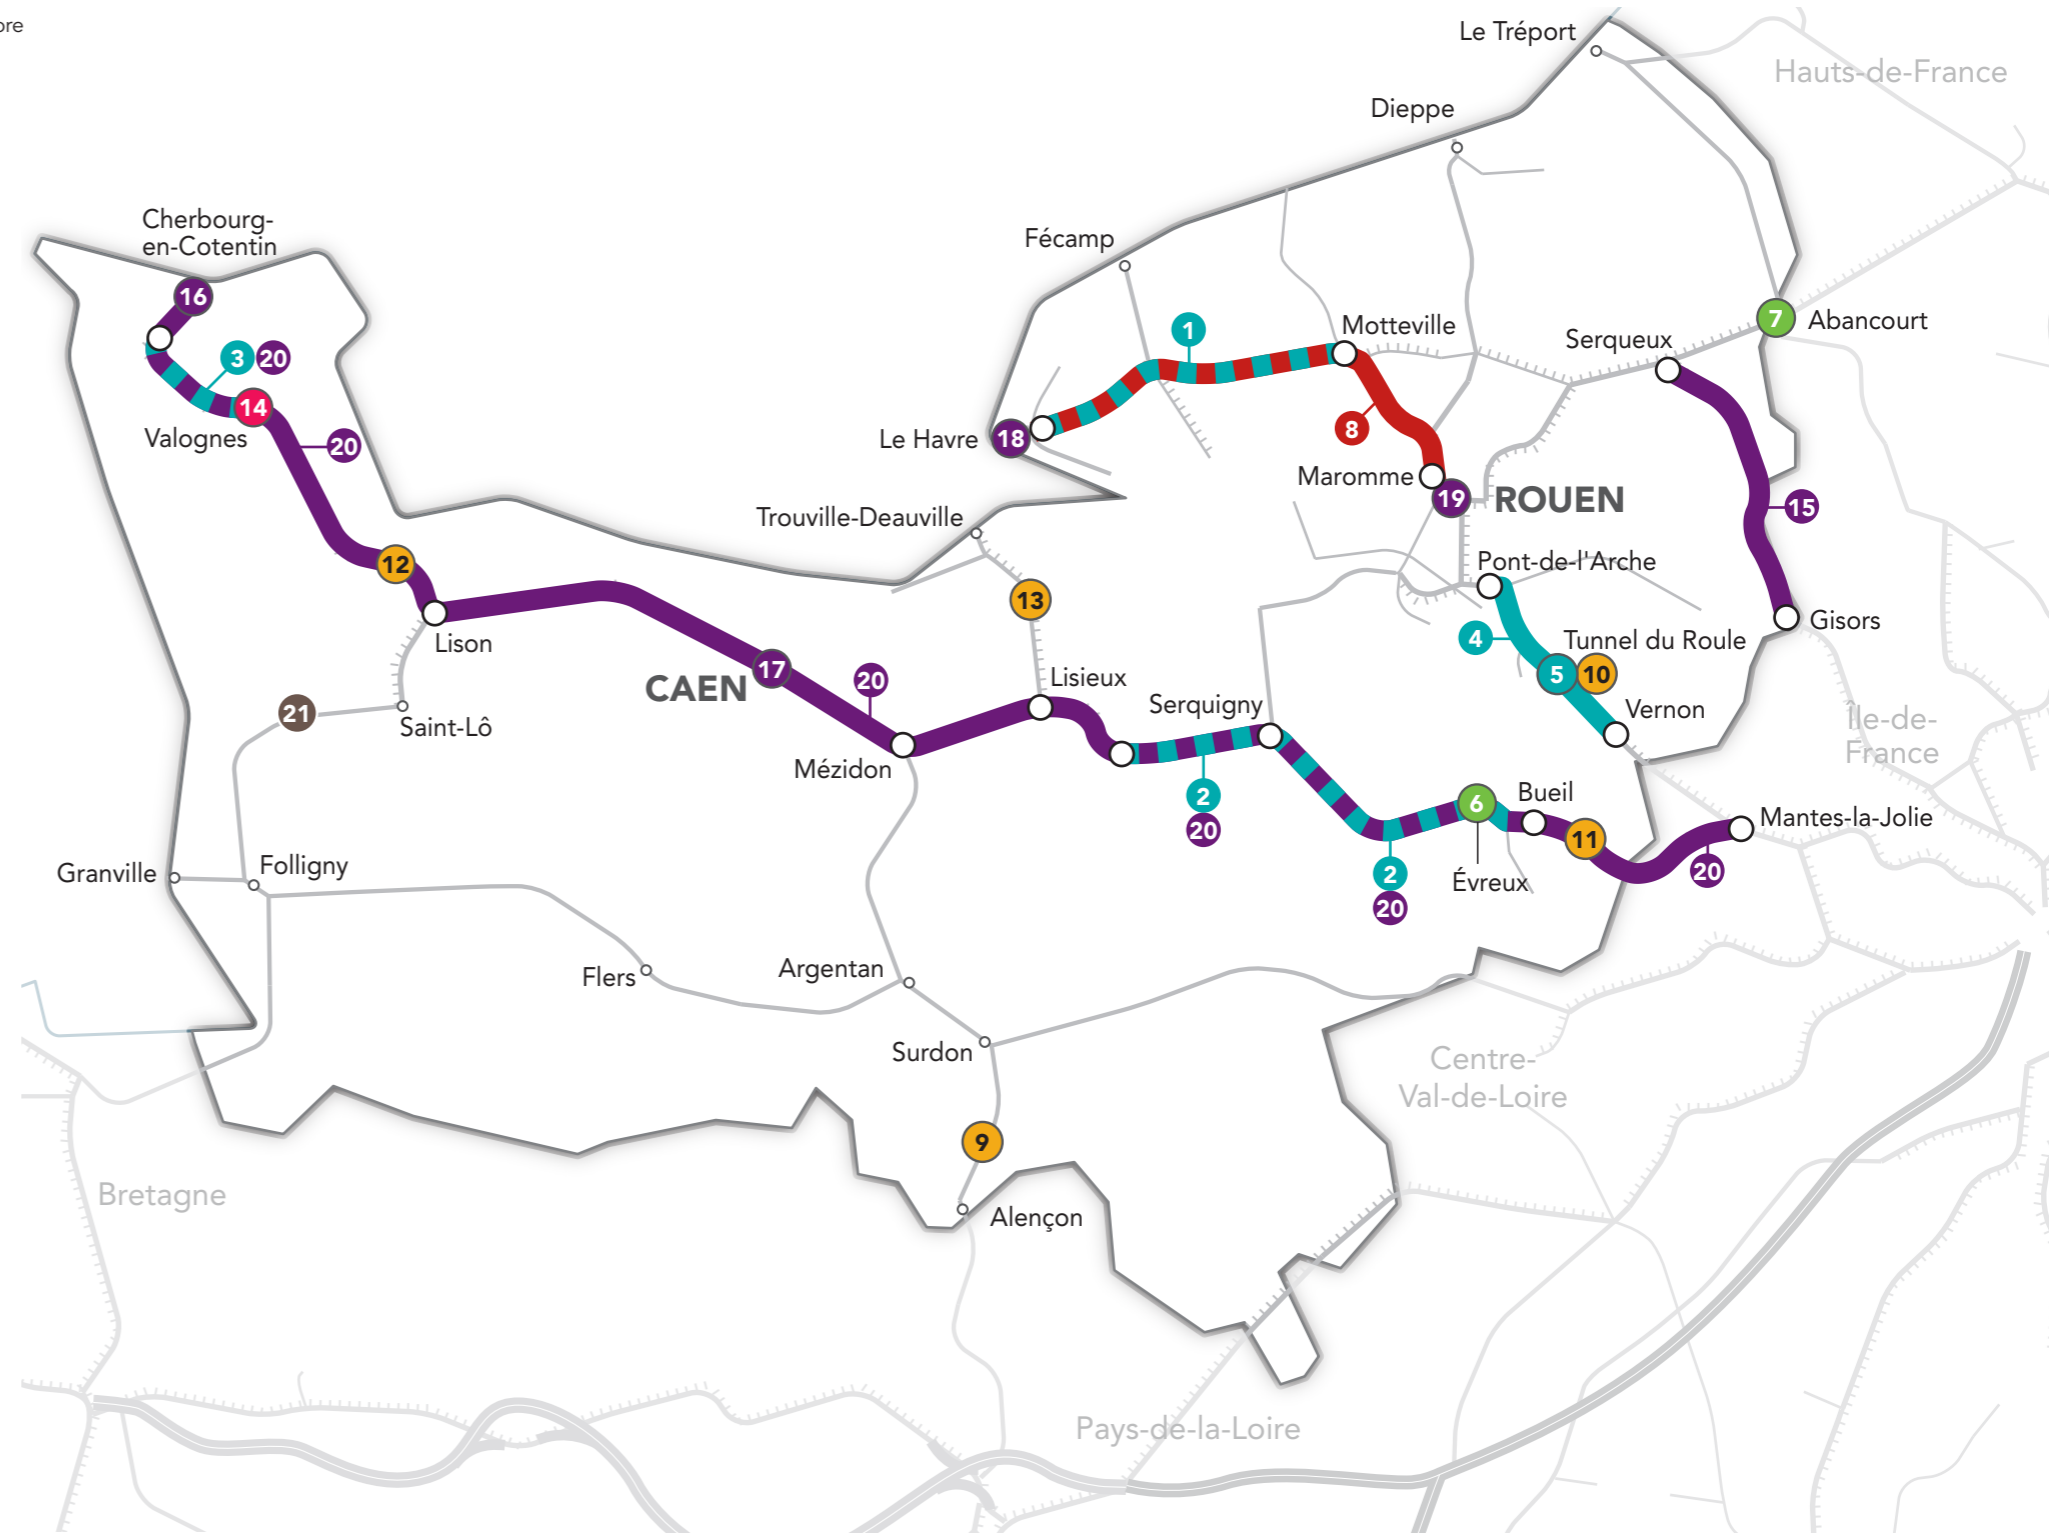 ore
Le Tréport
Hauts-de-France
Dieppe
Cherbourg-
en-Cotentin
Fécamp
16
7
Abancourt
1
Motteville
Serqueux
3
20
14
8
Valognes
20
Le Havre
18
Maromme
19
ROUEN
15
Trouville-Deauville
12
Pont-de-l'Arche
13
Gisors
Lison
4
Tunnel du Roule
5
10
17
CAEN
20
Lisieux
Serquigny
Vernon
21
Saint-Lô
Île-de-
France
Mézidon
2
20
6
Bueil
11
Mantes-la-Jolie
Granville
Folligny
2
20
Évreux
20
Flers
Argentan
Surdon
Centre-
Val-de-Loire
9
Bretagne
Alençon
Pays-de-la-Loire